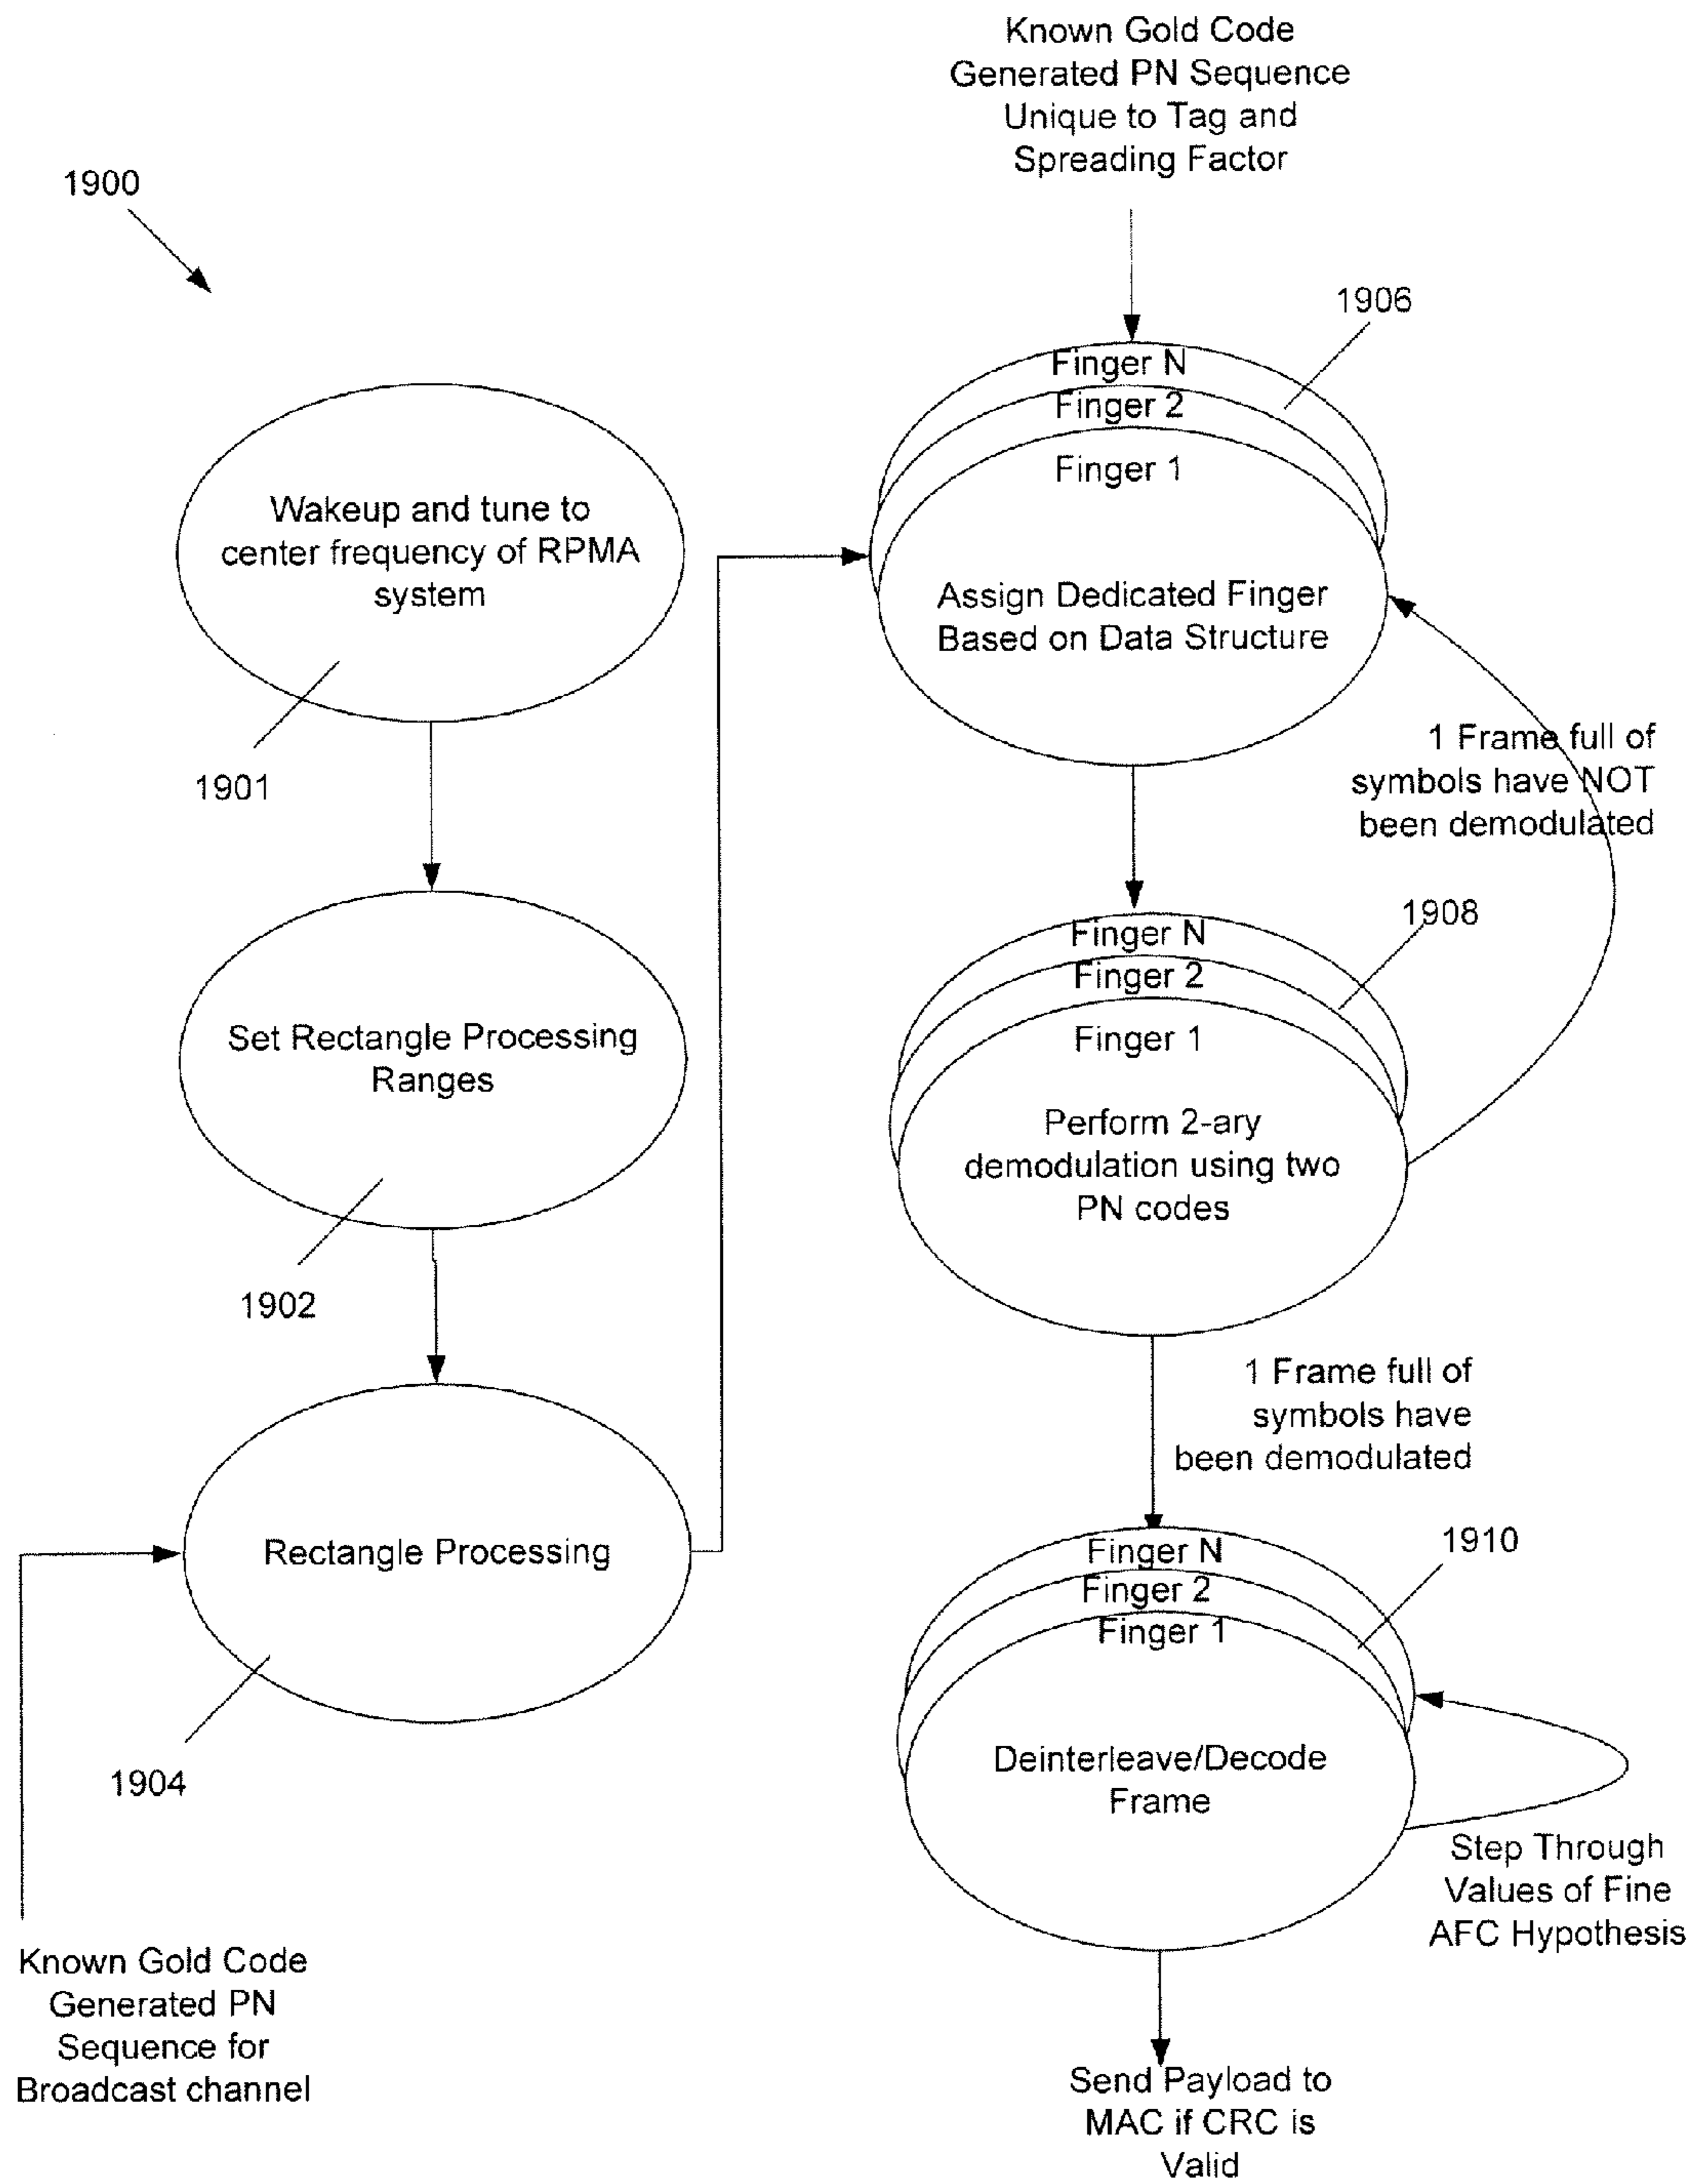 1900
Wakeup and tune to
center frequency of RPMA
system
1901
Set Rectangle Processing
Ranges
1902
Rectangle Processing
1904
Known Gold Code
Generated PN
Sequence for
Broadcast channel
Known Gold Code
Generated PN Sequence
Unique to Tag and
Spreading Factor
1906
Finger N
Finger 2
Finger 1
Assign Dedicated Finger
Based on Data Structure
1 Frame full of
symbols have NOT
been demodulated
1908
Finger N
Finger 2
Finger 1
Perform 2-ary
demodulation using two
PN codes
1 Frame full of
symbols have
been demodulated
1910
Finger N
Finger 2
Finger 1
Deinterleave/Decode
Frame
Step Through
Values of Fine
AFC Hypothesis
Send Payload to
MAC if CRC is
Valid